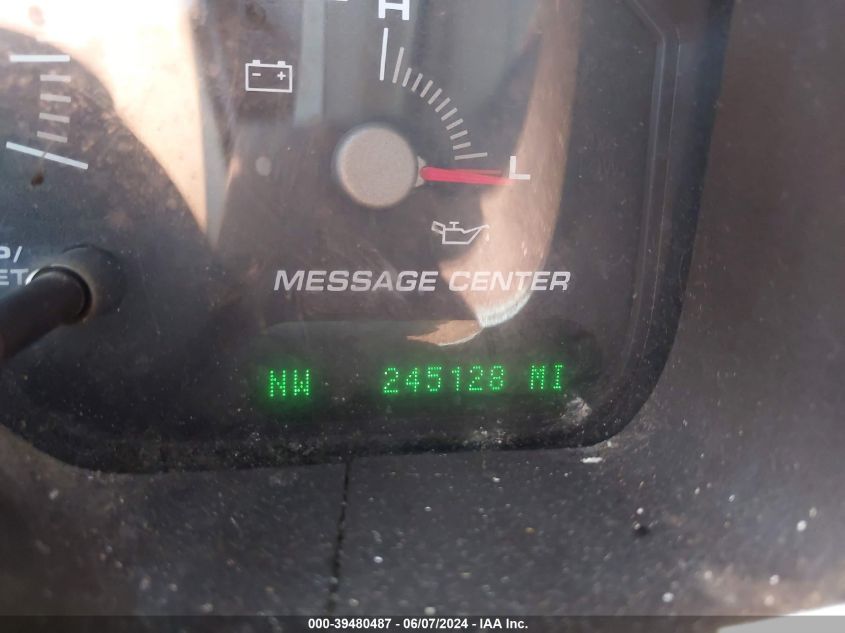 H
- +
L
P/
MESSAGE CENTER
NW 245128 MI
000-39480487 - 06/07/2024 - IAA Inc.